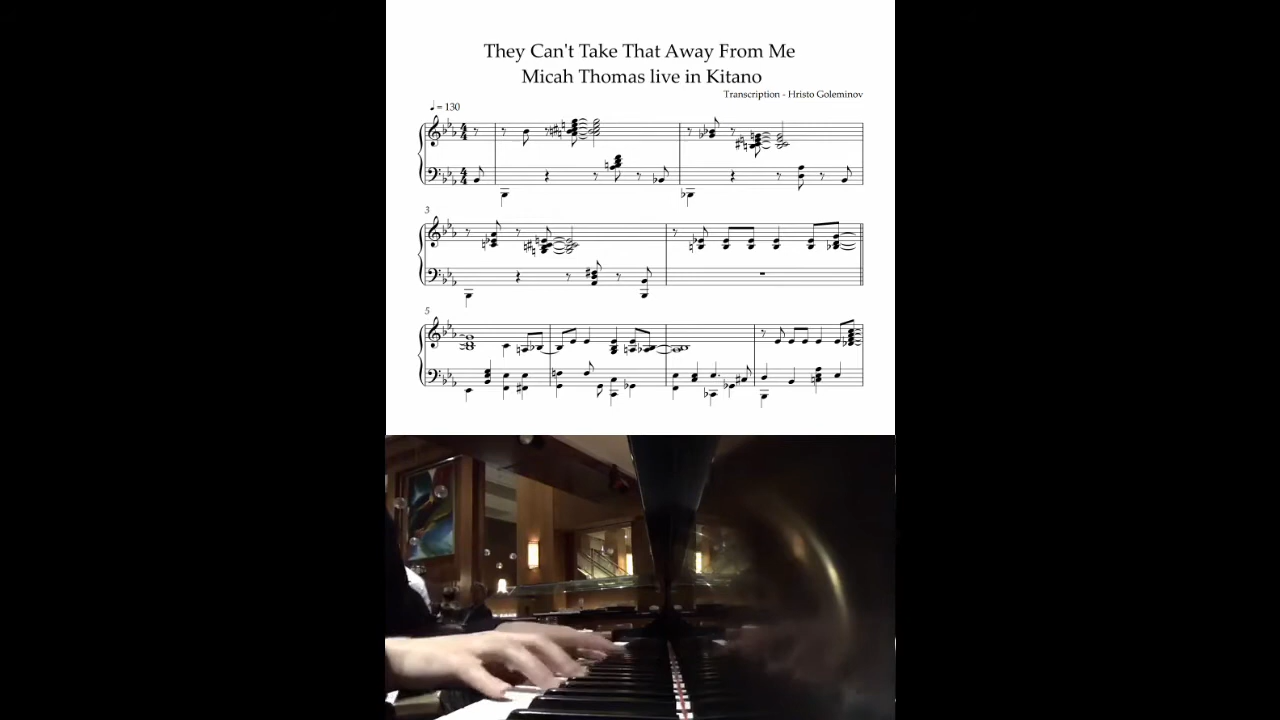 They Can't Take That Away From Me
Micah Thomas live in Kitano
Transcription - Hristo Goleminov
♩ = 130
3
5